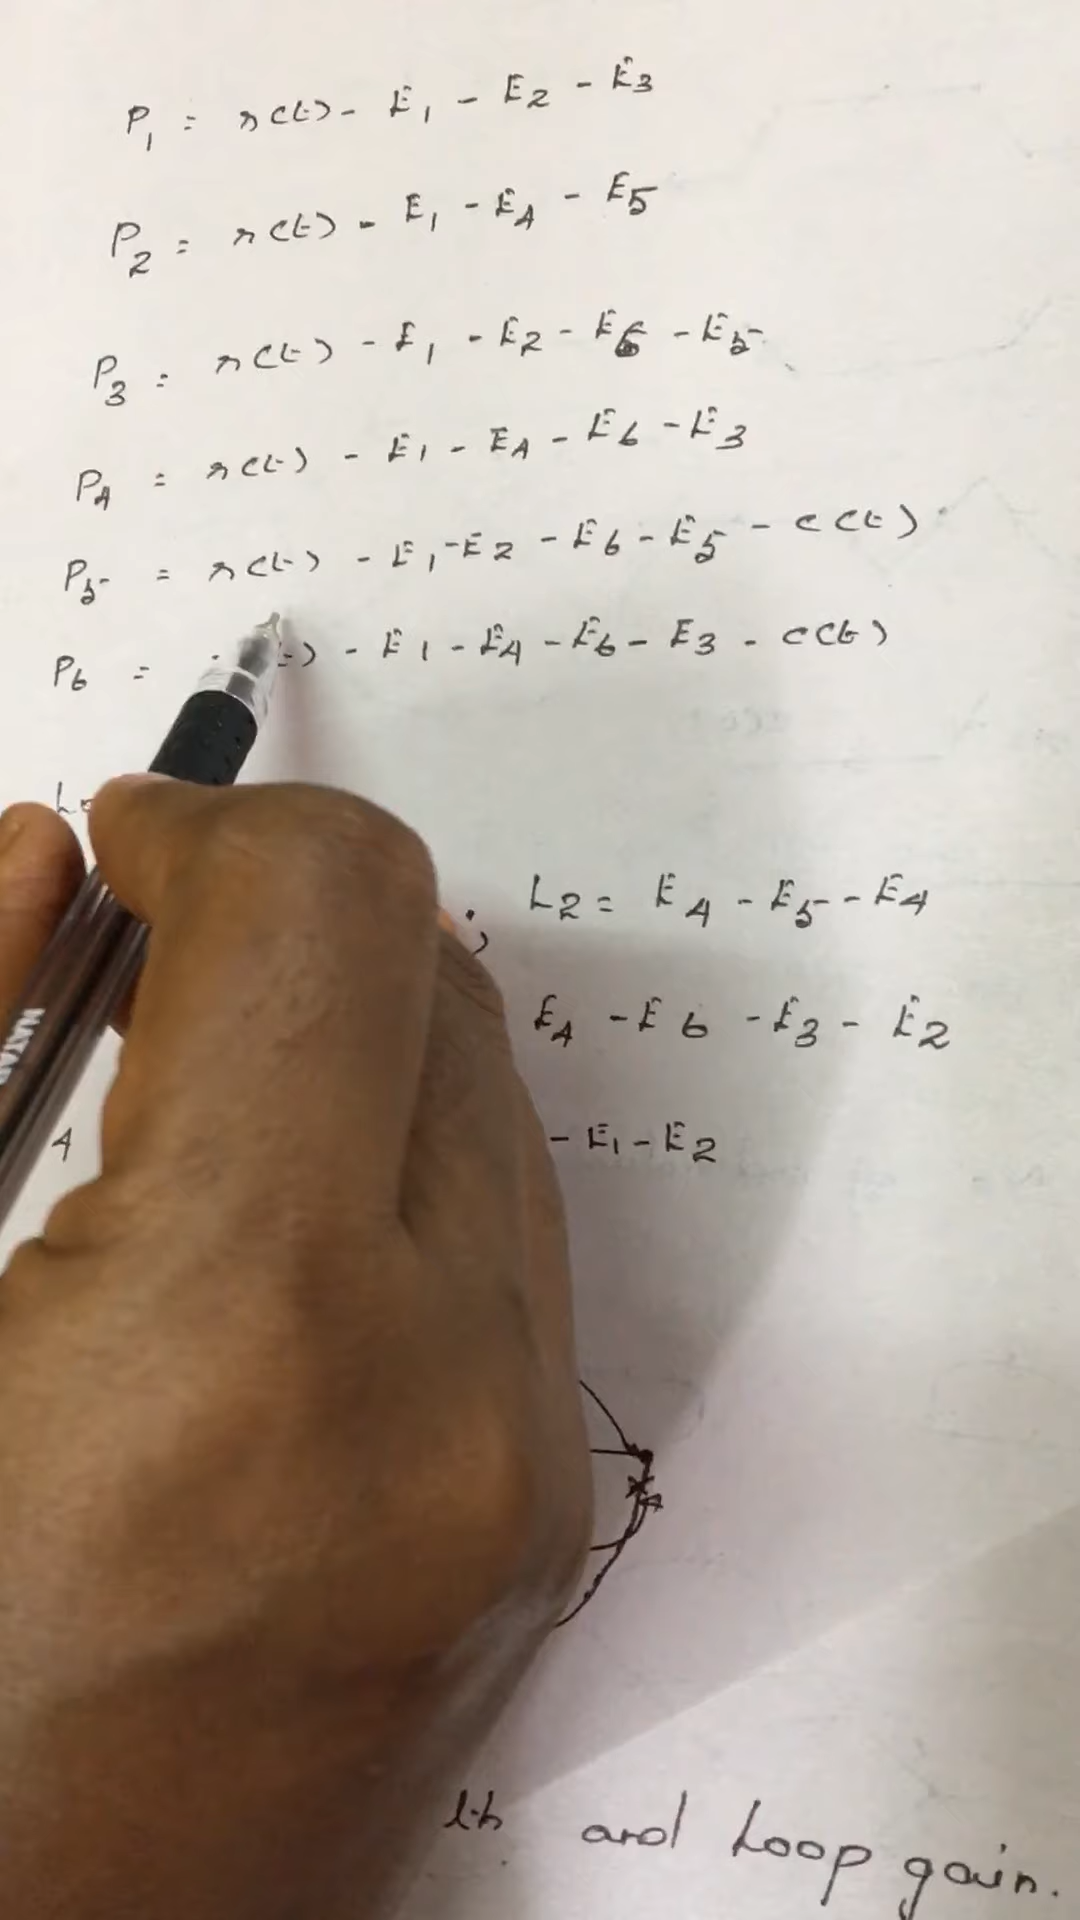 P1 = r(t) - E1 - E2 - E3
P2 = r(t) - E1 - E4 - E5
P3 = r(t) - E1 - E2 - E6 - E5
P4 = r(t) - E1 - E4 - E6 - E3
P5 = r(t) - E1 - E2 - E6 - E5 - c(t)
P6 = t) - E1 - E4 - E6 - E3 - c(t)
L2 = E4 - E5 - E4
E4 - E6 - E3 - E2
4 - E1 - E2
and Loop gain.